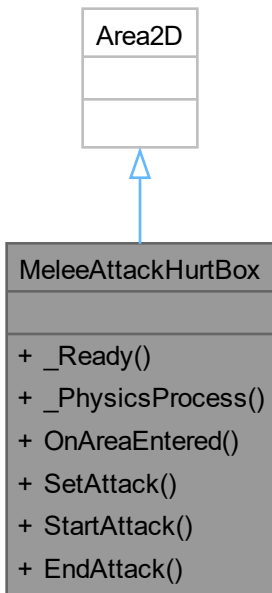 Area2D
MeleeAttackHurtBox
+ _Ready()
+ _PhysicsProcess()
+ OnAreaEntered()
+ SetAttack()
+ StartAttack()
+ EndAttack()